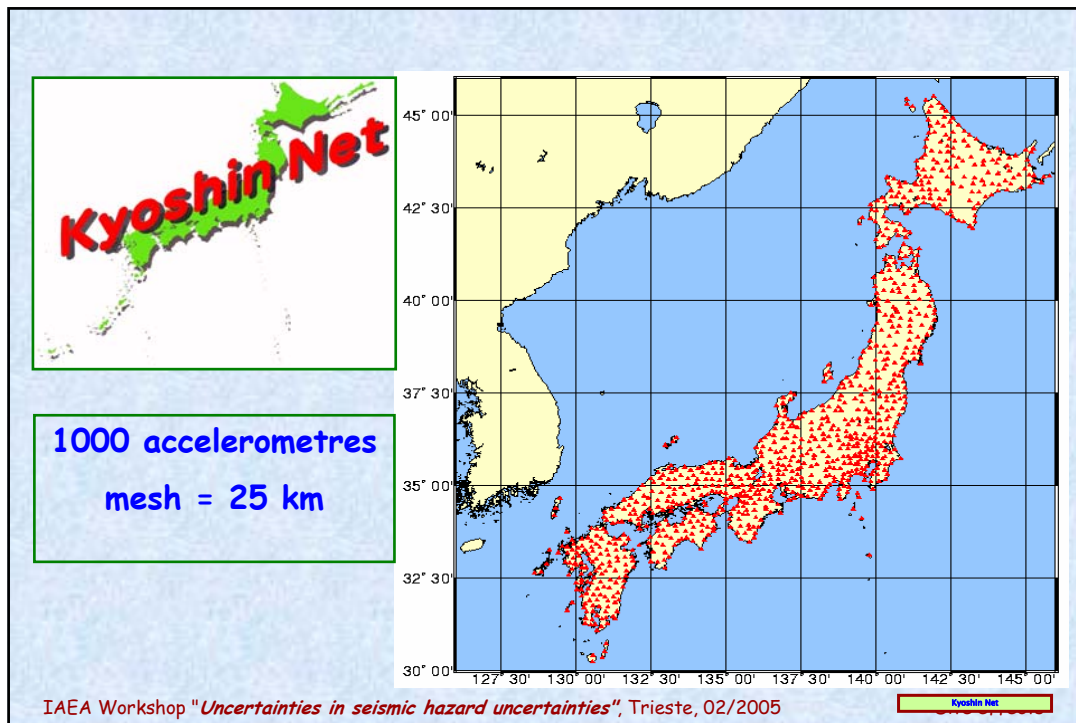 Kyoshin Net
1000 accelerometres
mesh = 25 km
45° 00'
42° 30'
40° 00'
37° 30'
35° 00'
32° 30'
30° 00'
127° 30' 130° 00' 132° 30' 135° 00' 137° 30' 140° 00' 142° 30' 145° 00'
IAEA Workshop "Uncertainties in seismic hazard uncertainties", Trieste, 02/2005
Kyoshin Net